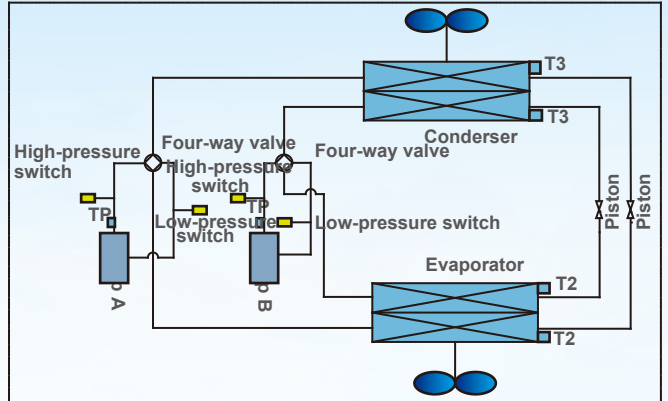 T3
T3
Conderser
High-pressure
switch
Four-way valve
High-pressure
switch
Four-way valve
TP
Low-pressure
switch
TP
Low-pressure switch
Piston
Piston
Evaporator
T2
T2
A
B